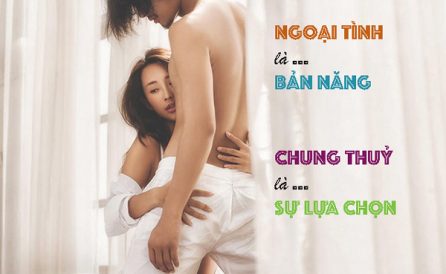 NGOẠI TÌNH
là ...
BẢN NĂNG
CHUNG THUỶ
là ...
SỰ LỰA CHỌN